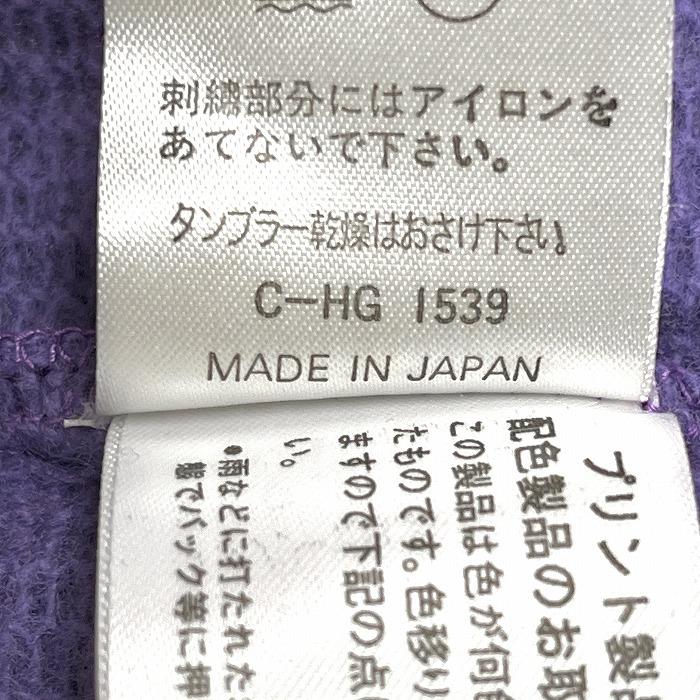 刺繍部分にはアイロンを
あてないで下さい。
タンブラー乾燥はおさけ下さい。
C-HG 1539
MADE IN JAPAN
プリント製
配色製品のお取
この製品は色が何
たものです。色移り
ますので下記の点
い。
●雨などに打たれた
態でバック等に押